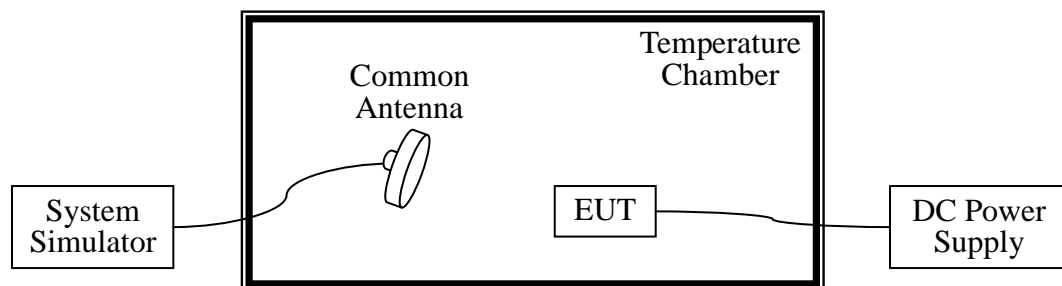 Temperature
Chamber
Common
Antenna
System
Simulator
EUT
DC Power
Supply